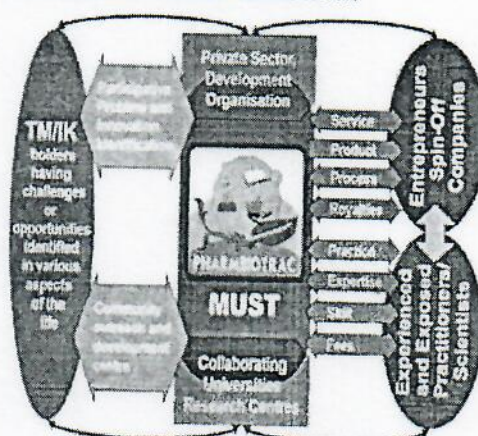 TM/IK
holders
having
challenges
or
opportunities
identified
in various
aspects
of the
life
Private Sector
Development
Organisation
PHARMBIOTRAC
MUST
Collaborating
Universities
Research Centres
Service
Product
Process
Royalties
Practice
Expertise
Skill
Fees
Entrepreneurs
Spin-Off
Companies
Experienced
and Exposed
Practitioners/
Scientists